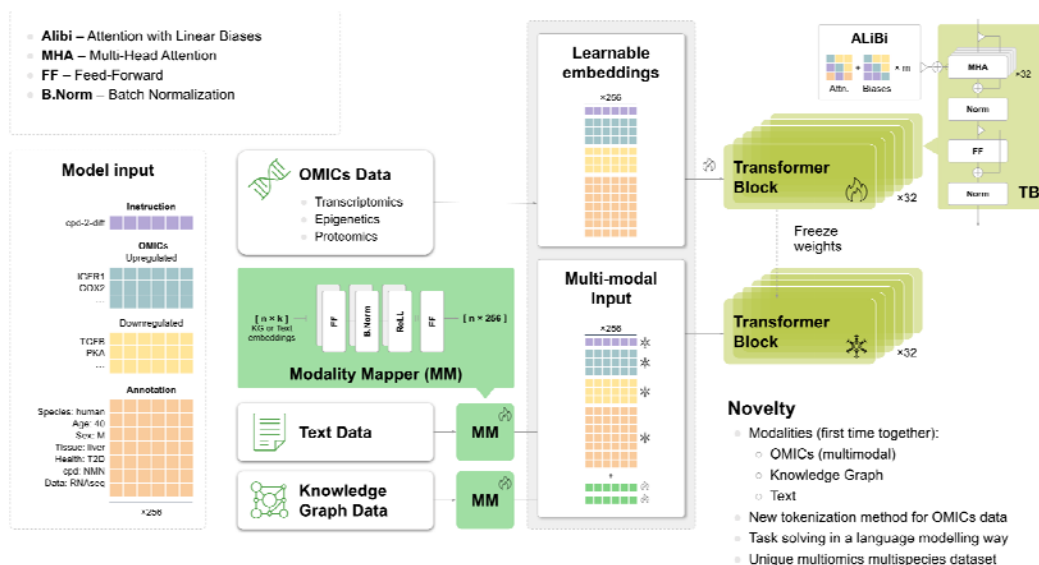 Alibi – Attention with Linear Biases
MHA – Multi-Head Attention
FF – Feed-Forward
B.Norm – Batch Normalization
Model input
Instruction
cpd-2-diff
OMICs
Upregulated
...
Downregulated
PKA
...
Annotation
Species: human
Age: 40
Sex: M
Tissue: liver
Health: T2D
cpd: NMN
Data: RNAseq
×256
OMICs Data
Transcriptomics
Epigenetics
Proteomics
[ n × k ]
KG or Text
embeddings
FF
B.Norm
FF
[ n × 256 ]
Modality Mapper (MM)
Text Data
MM
Knowledge
Graph Data
MM
Learnable
embeddings
×256
Multi-modal
Input
×256
Transformer
Block
×32
Freeze
weights
Transformer
Block
×32
ALiBi
+
× m
Attn.
Biases
MHA
×32
Norm
FF
Norm
TB
Novelty
Modalities (first time together):
OMICs (multimodal)
Knowledge Graph
Text
New tokenization method for OMICs data
Task solving in a language modelling way
Unique multiomics multispecies dataset